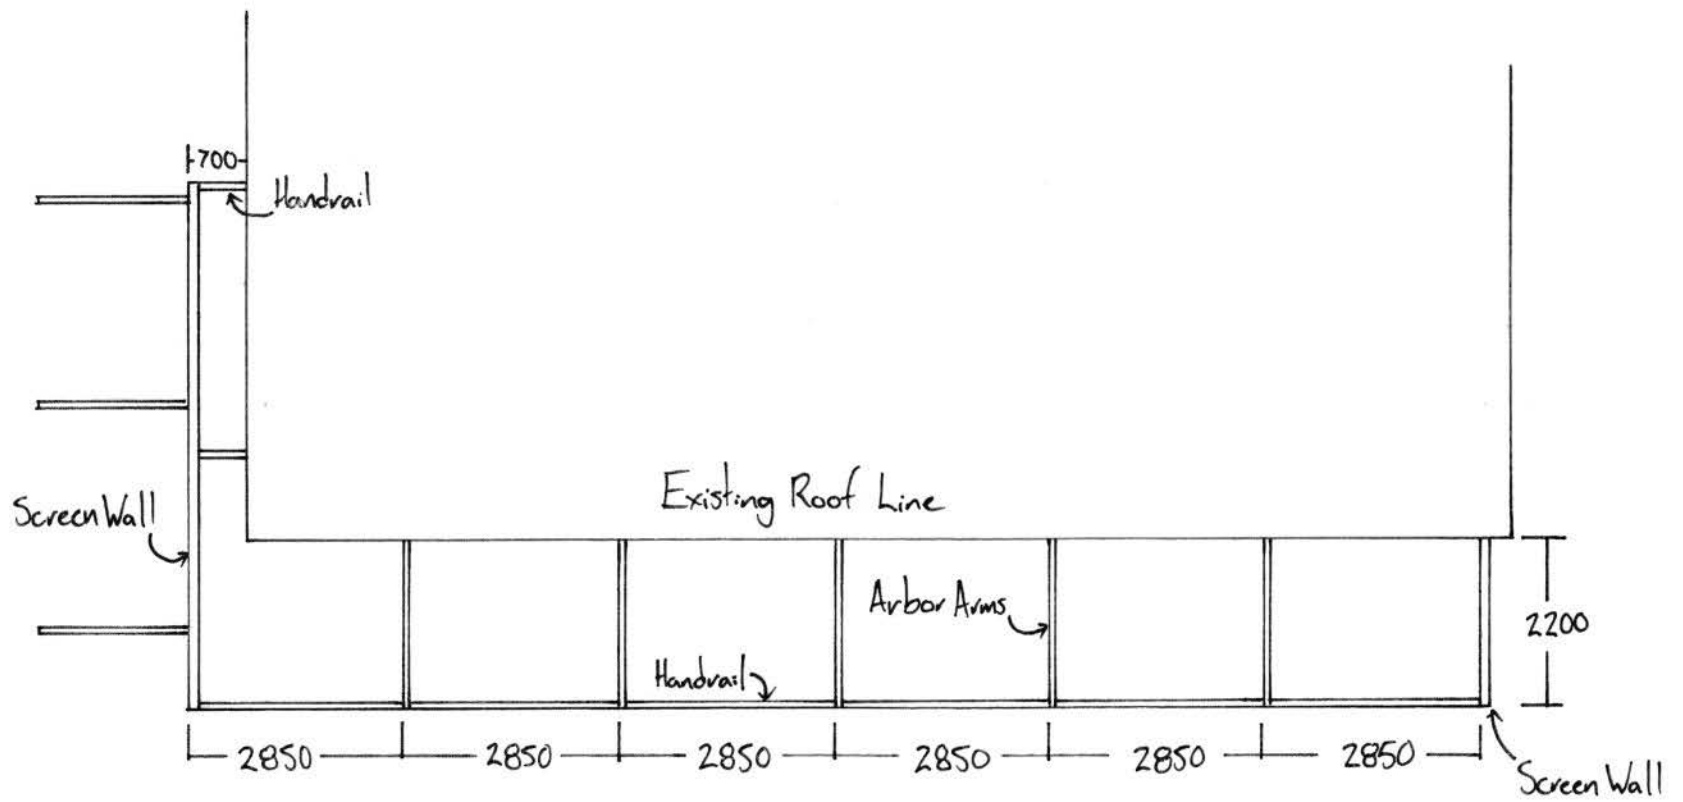 700
Handrail
Existing Roof Line
Screen Wall
Arbor Arms
2200
Handrail
2850
2850
2850
2850
2850
2850
Screen Wall